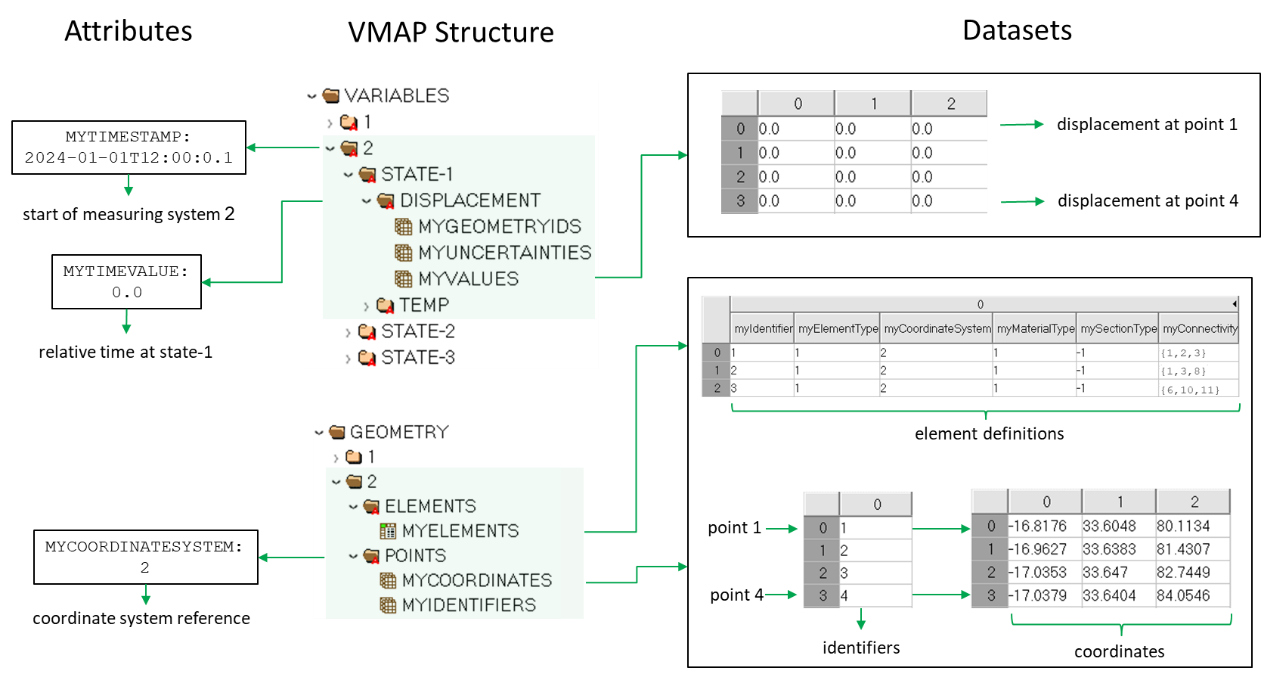 Attributes
VMAP Structure
Datasets
MYTIMESTAMP:
2024-01-01T12:00:0.1
start of measuring system 2
MYTIMEVALUE:
0.0
relative time at state-1
MYCOORDINATESYSTEM:
2
coordinate system reference
VARIABLES
1
2
STATE-1
DISPLACEMENT
MYGEOMETRYIDS
MYUNCERTAINTIES
MYVALUES
TEMP
STATE-2
STATE-3
GEOMETRY
1
2
ELEMENTS
MYELEMENTS
POINTS
MYCOORDINATES
MYIDENTIFIERS
0 1 2
0 0.0 0.0 0.0
1 0.0 0.0 0.0
2 0.0 0.0 0.0
3 0.0 0.0 0.0
displacement at point 1
displacement at point 4
0
myIdentifier myElementType myCoordinateSystem myMaterialType mySectionType myConnectivity
0 1 1 2 1 -1 {1,2,3}
1 2 1 2 1 -1 {1,3,8}
2 3 1 2 1 -1 {6,10,11}
element definitions
point 1
point 4
0
0 1
1 2
2 3
3 4
identifiers
0 1 2
0 -16.8176 33.6048 80.1134
1 -16.9627 33.6383 81.4307
2 -17.0353 33.647 82.7449
3 -17.0379 33.6404 84.0546
coordinates